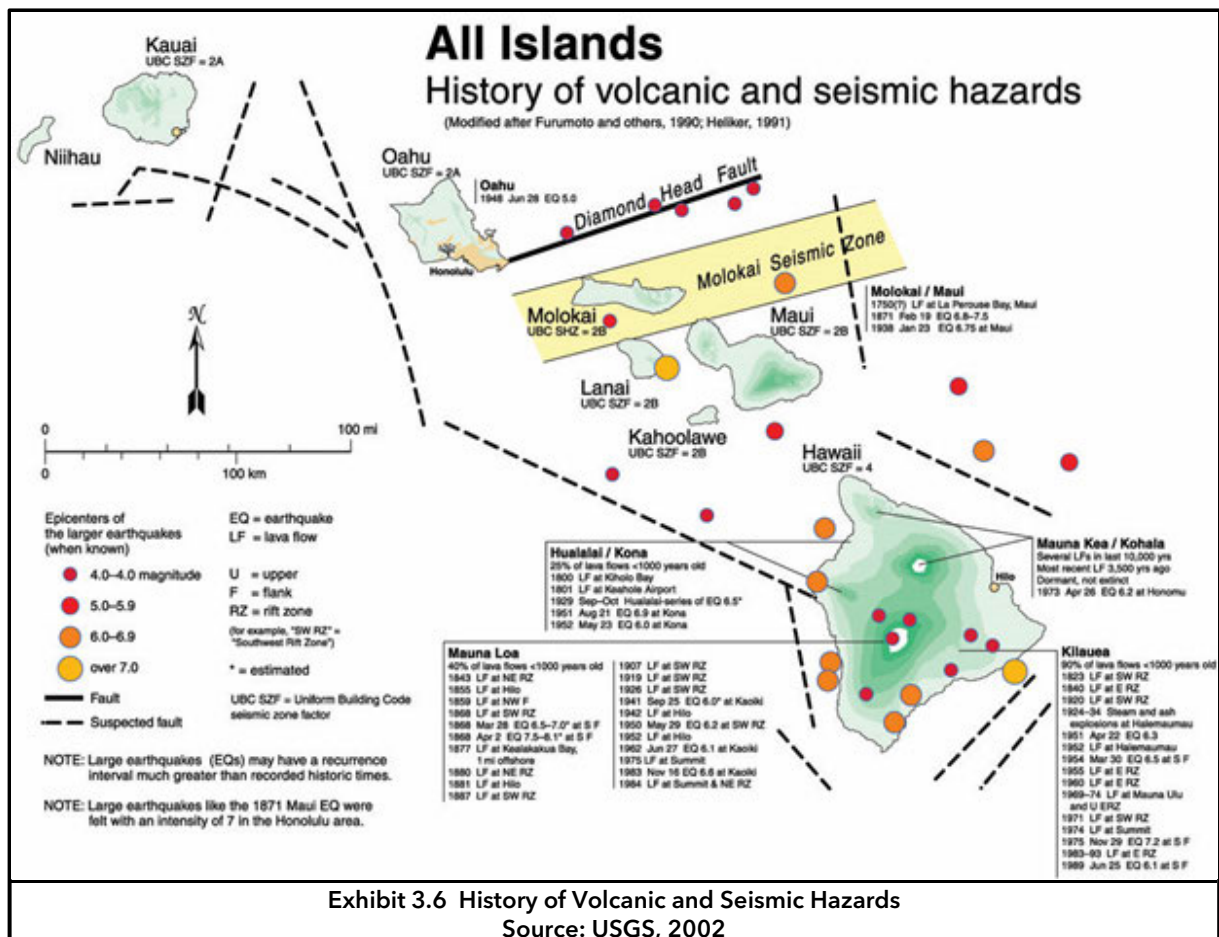 All Islands
History of volcanic and seismic hazards
(Modified after Furumoto and others, 1990; Heliker, 1991)
Kauai
UBC SZF = 2A
Niihau
Oahu
UBC SZF = 2A
Oahu
1948 Jun 28 EQ 5.0
Honolulu
Diamond Head Fault
Molokai Seismic Zone
Molokai
UBC SHZ = 2B
Maui
UBC SZF = 2B
Molokai / Maui
1750(?) LF at La Perouse Bay, Maui
1871 Feb 19 EQ 6.8–7.5
1938 Jan 23 EQ 6.75 at Maui
Lanai
UBC SZF = 2B
Kahoolawe
UBC SZF = 2B
Hawaii
UBC SZF = 4
Hilo
N
0 100 mi
0 100 km
Epicenters of
the larger earthquakes
(when known)
4.0–4.0 magnitude
5.0–5.9
6.0–6.9
over 7.0
Fault
Suspected fault
EQ = earthquake
LF = lava flow
U = upper
F = flank
RZ = rift zone
(for example, "SW RZ" =
"Southwest Rift Zone")
* = estimated
UBC SZF = Uniform Building Code
seismic zone factor
NOTE: Large earthquakes (EQs) may have a recurrence
interval much greater than recorded historic times.
NOTE: Large earthquakes like the 1871 Maui EQ were
felt with an intensity of 7 in the Honolulu area.
Hualalai / Kona
25% of lava flows <1000 years old
1800 LF at Kiholo Bay
1801 LF at Keahole Airport
1929 Sep–Oct Hualalai-series of EQ 6.5*
1951 Aug 21 EQ 6.9 at Kona
1952 May 23 EQ 6.0 at Kona
Mauna Kea / Kohala
Several LFs in last 10,000 yrs
Most recent LF 3,500 yrs ago
Dormant, not extinct
1973 Apr 26 EQ 6.2 at Honomu
Mauna Loa
40% of lava flows <1000 years old
1843 LF at NE RZ
1855 LF at Hilo
1859 LF at NW F
1868 LF at SW RZ
1868 Mar 28 EQ 6.5–7.0* at S F
1868 Apr 2 EQ 7.5–8.1* at S F
1877 LF at Kealakakua Bay,
1 mi offshore
1880 LF at NE RZ
1881 LF at Hilo
1887 LF at SW RZ
1907 LF at SW RZ
1919 LF at SW RZ
1926 LF at SW RZ
1941 Sep 25 EQ 6.0* at Kaoiki
1942 LF at Hilo
1950 May 29 EQ 6.2 at SW RZ
1952 LF at Hilo
1962 Jun 27 EQ 6.1 at Kaoiki
1975 LF at Summit
1983 Nov 16 EQ 6.6 at Kaoiki
1984 LF at Summit & NE RZ
Kilauea
90% of lava flows <1000 years old
1823 LF at SW RZ
1840 LF at E RZ
1920 LF at SW RZ
1924–34 Steam and ash
explosions at Halemaumau
1951 Apr 22 EQ 6.3
1952 LF at Halemaumau
1954 Mar 30 EQ 6.5 at S F
1955 LF at E RZ
1960 LF at E RZ
1969–74 LF at Mauna Ulu
and U ERZ
1971 LF at SW RZ
1974 LF at Summit
1975 Nov 29 EQ 7.2 at S F
1983–93 LF at E RZ
1989 Jun 25 EQ 6.1 at S F
Exhibit 3.6 History of Volcanic and Seismic Hazards
Source: USGS, 2002